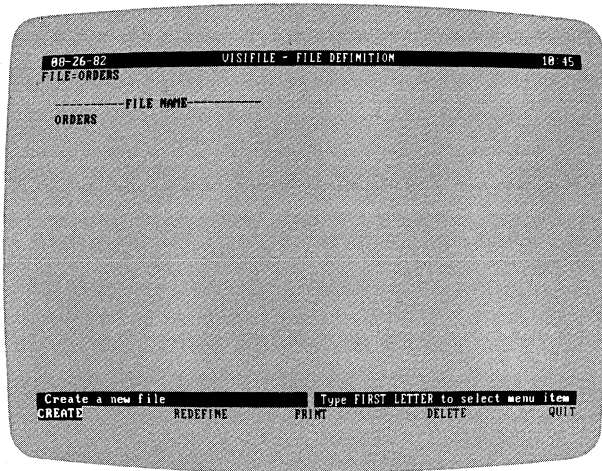 08-26-82 VISIFILE - FILE DEFINITION 10:45
FILE=ORDERS
-----------FILE NAME------------
ORDERS
Create a new file Type FIRST LETTER to select menu item
CREATE REDEFINE PRINT DELETE QUIT